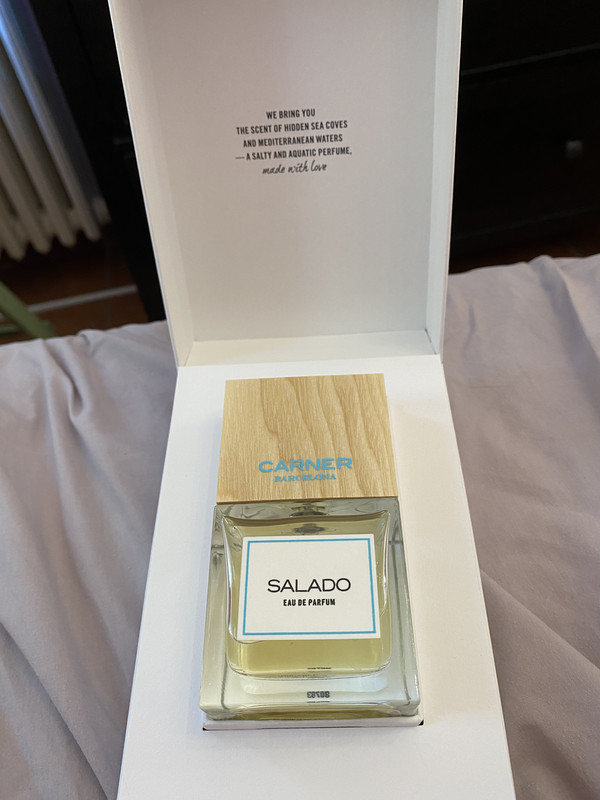 WE BRING YOU
THE SCENT OF HIDDEN SEA COVES
AND MEDITERRANEAN WATERS
— A SALTY AND AQUATIC PERFUME,
made with love
CARNER
BARCELONA
SALADO
EAU DE PARFUM